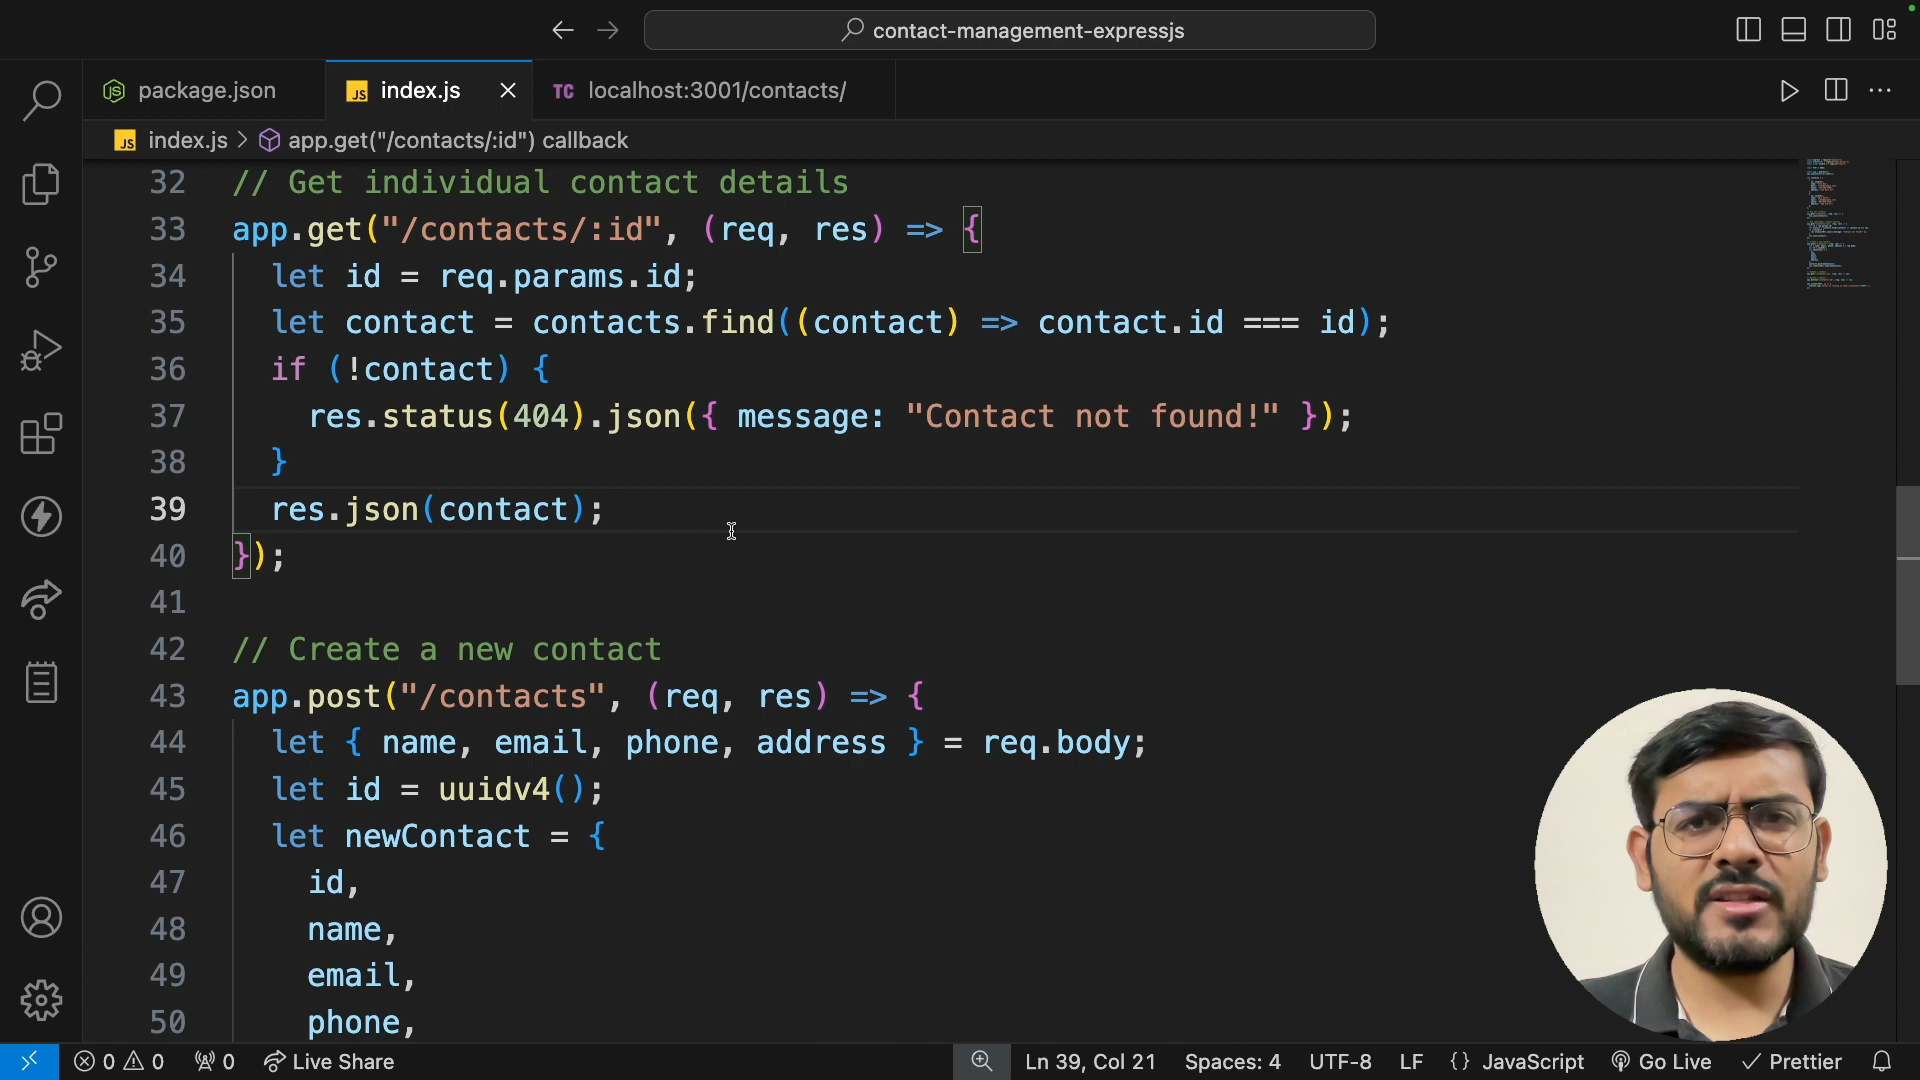 contact-management-expressjs
package.json
JS index.js
TC localhost:3001/contacts/
JS index.js > app.get("/contacts/:id") callback
32 // Get individual contact details
33 app.get("/contacts/:id", (req, res) => {
34 let id = req.params.id;
35 let contact = contacts.find((contact) => contact.id === id);
36 if (!contact) {
37 res.status(404).json({ message: "Contact not found!" });
38 }
39 res.json(contact);
40 });
41
42 // Create a new contact
43 app.post("/contacts", (req, res) => {
44 let { name, email, phone, address } = req.body;
45 let id = uuidv4();
46 let newContact = {
47 id,
48 name,
49 email,
50 phone,
0 0 0 Live Share Ln 39, Col 21 Spaces: 4 UTF-8 LF {} JavaScript Go Live Prettier